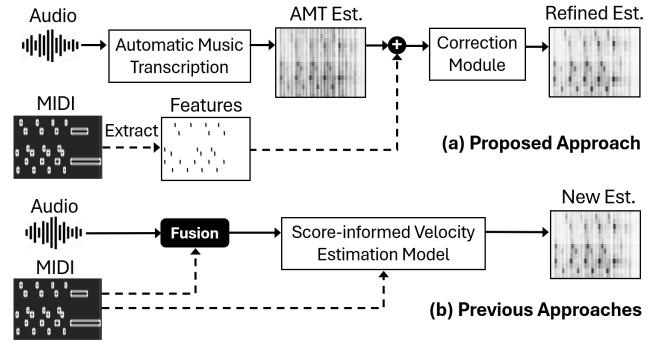 Audio
AMT Est.
Refined Est.
Automatic Music
Transcription
+
Correction
Module
MIDI
Features
Extract
(a) Proposed Approach
Audio
New Est.
Fusion
Score-informed Velocity
Estimation Model
MIDI
(b) Previous Approaches